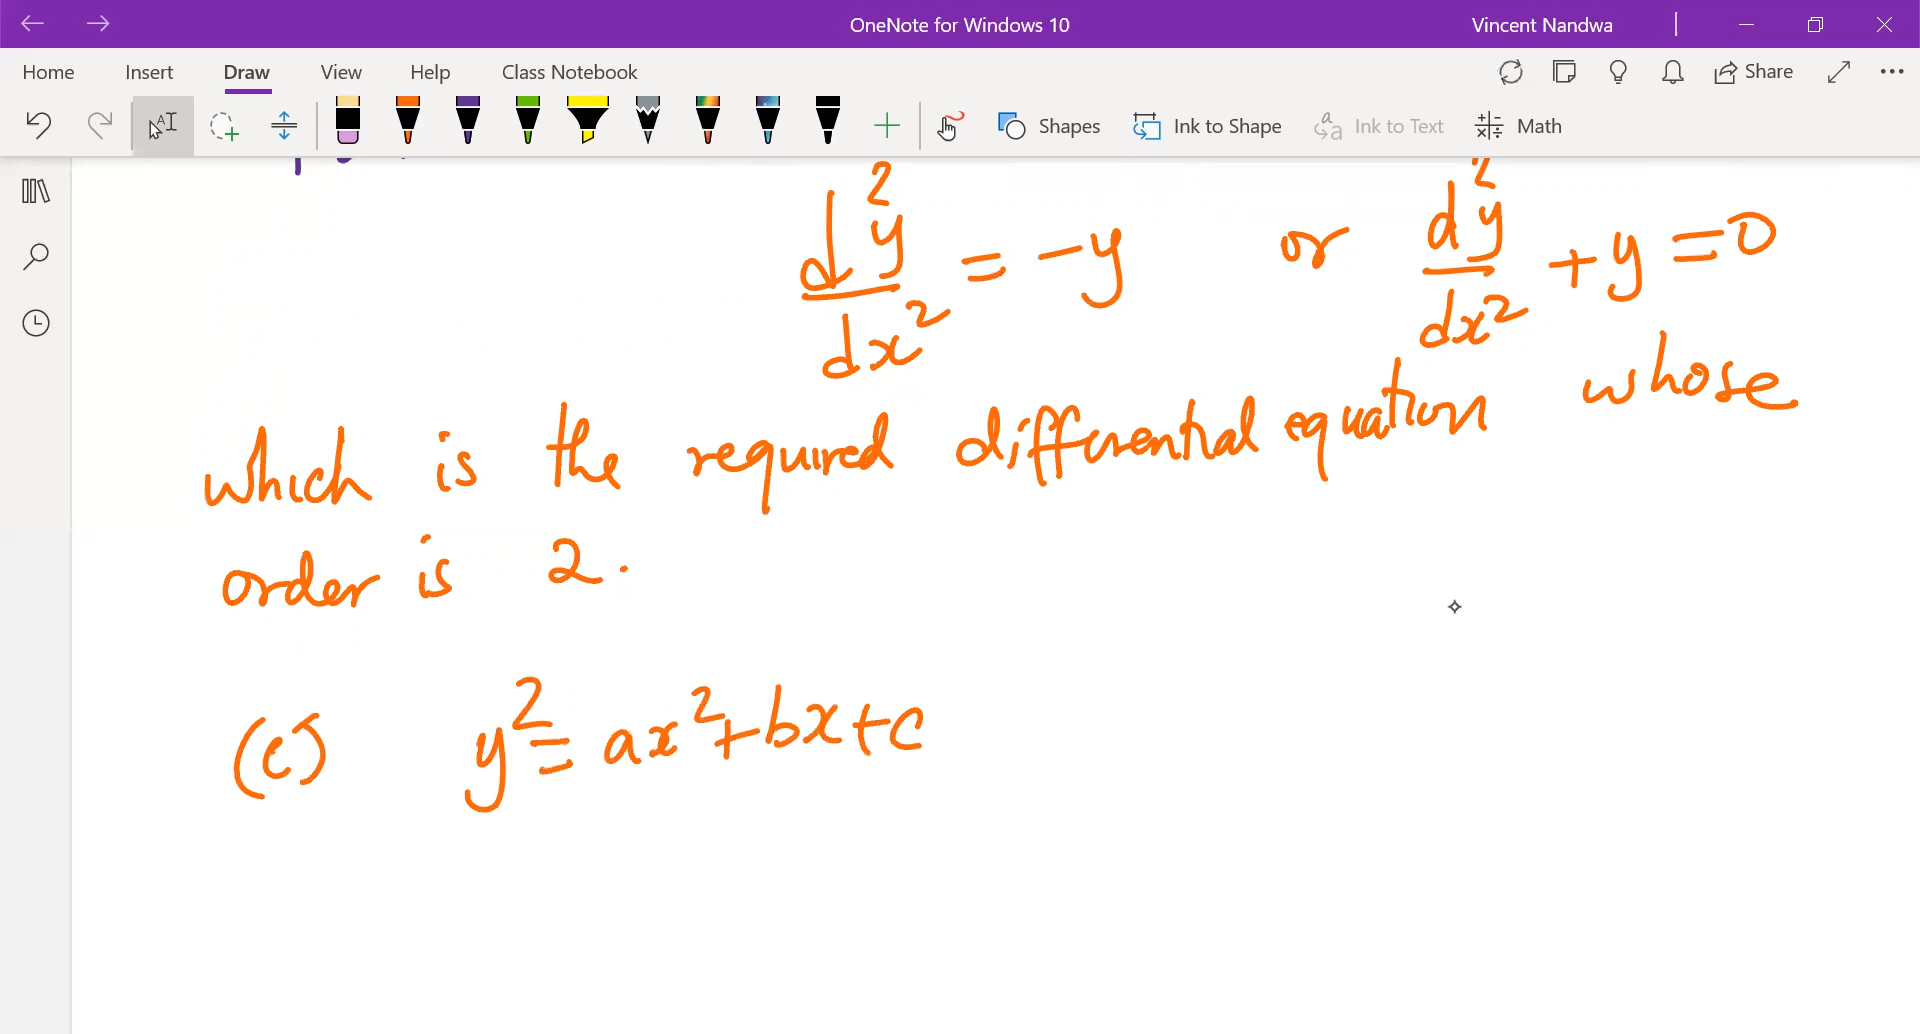 OneNote for Windows 10
Vincent Nandwa
Home Insert Draw View Help Class Notebook Share
Shapes Ink to Shape Ink to Text Math
d²y/dx² = -y or d²y/dx² + y = 0
which is the required differential equation whose
order is 2.
(c) y² = ax² + bx + c